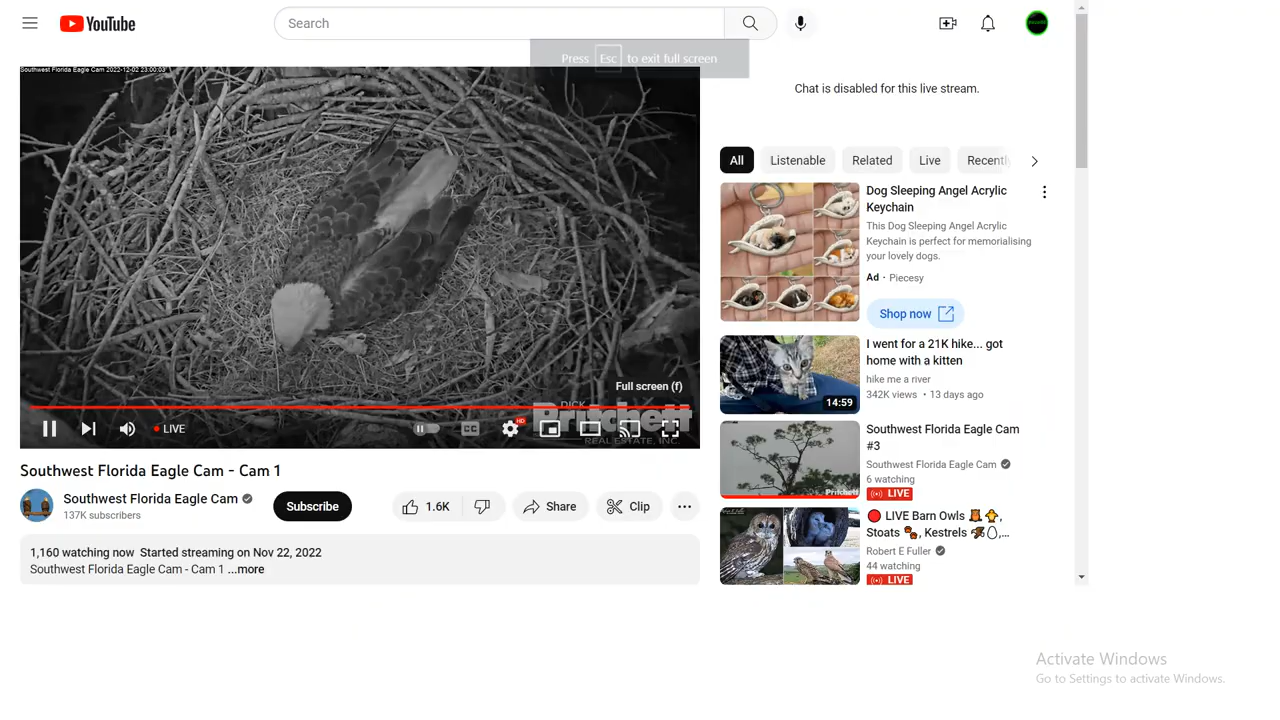 YouTube
Search
Press Esc to exit full screen
Southwest Florida Eagle Cam 2022-12-02 23:00:03
Chat is disabled for this live stream.
All
Listenable
Related
Live
Recently
Dog Sleeping Angel Acrylic
Keychain
This Dog Sleeping Angel Acrylic
Keychain is perfect for memorialising
your lovely dogs.
Ad · Piecesy
Shop now
I went for a 21K hike... got
home with a kitten
hike me a river
342K views • 13 days ago
14:59
Southwest Florida Eagle Cam
#3
Southwest Florida Eagle Cam
6 watching
LIVE
Pritchett
🔴 LIVE Barn Owls 🦉🐥,
Stoats 🐾, Kestrels 🪶🥚,...
Robert E Fuller
44 watching
LIVE
Full screen (f)
DICK
Pritchett
REAL ESTATE, INC.
LIVE
CC
HD
Southwest Florida Eagle Cam - Cam 1
Southwest Florida Eagle Cam
137K subscribers
Subscribe
1.6K
Share
Clip
1,160 watching now Started streaming on Nov 22, 2022
Southwest Florida Eagle Cam - Cam 1 ...more
Activate Windows
Go to Settings to activate Windows.